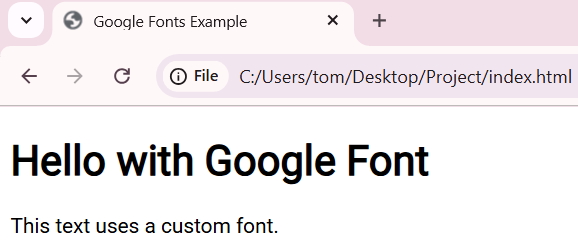 Google Fonts Example
File C:/Users/tom/Desktop/Project/index.html
Hello with Google Font
This text uses a custom font.